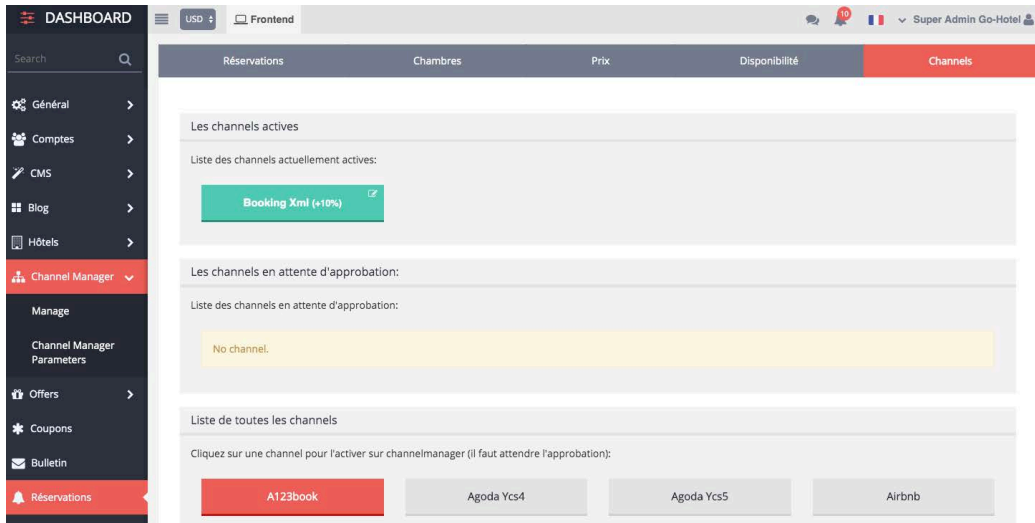 DASHBOARD
USD
Frontend
10
Super Admin Go-Hotel
Search
Général
Comptes
CMS
Blog
Hôtels
Channel Manager
Manage
Channel Manager
Parameters
Offers
Coupons
Bulletin
Réservations
Réservations
Chambres
Prix
Disponibilité
Channels
Les channels actives
Liste des channels actuellement actives:
Booking Xml (+10%)
Les channels en attente d'approbation:
Liste des channels en attente d'approbation:
No channel.
Liste de toutes les channels
Cliquez sur une channel pour l'activer sur channelmanager (il faut attendre l'approbation):
A123book
Agoda Ycs4
Agoda Ycs5
Airbnb